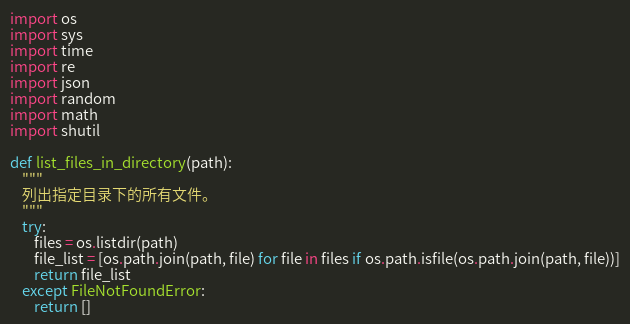 import os
import sys
import time
import re
import json
import random
import math
import shutil

def list_files_in_directory(path):
    """
    列出指定目录下的所有文件。
    """
    try:
        files = os.listdir(path)
        file_list = [os.path.join(path, file) for file in files if os.path.isfile(os.path.join(path, file))]
        return file_list
    except FileNotFoundError:
        return []